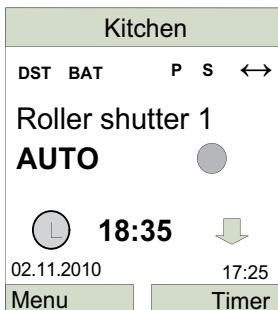 Kitchen
DST BAT P S ↔
Roller shutter 1
AUTO
18:35
02.11.2010 17:25
Menu Timer